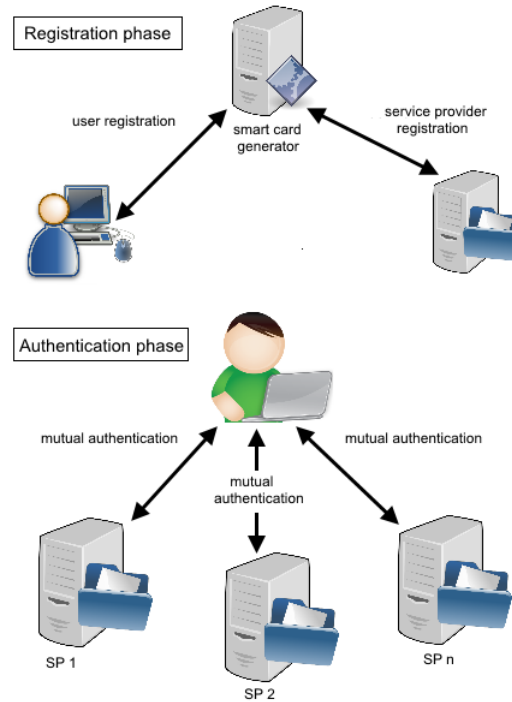 Registration phase
user registration
smart card
generator
service provider
registration
Authentication phase
mutual authentication
mutual
authentication
mutual authentication
SP 1
SP 2
SP n